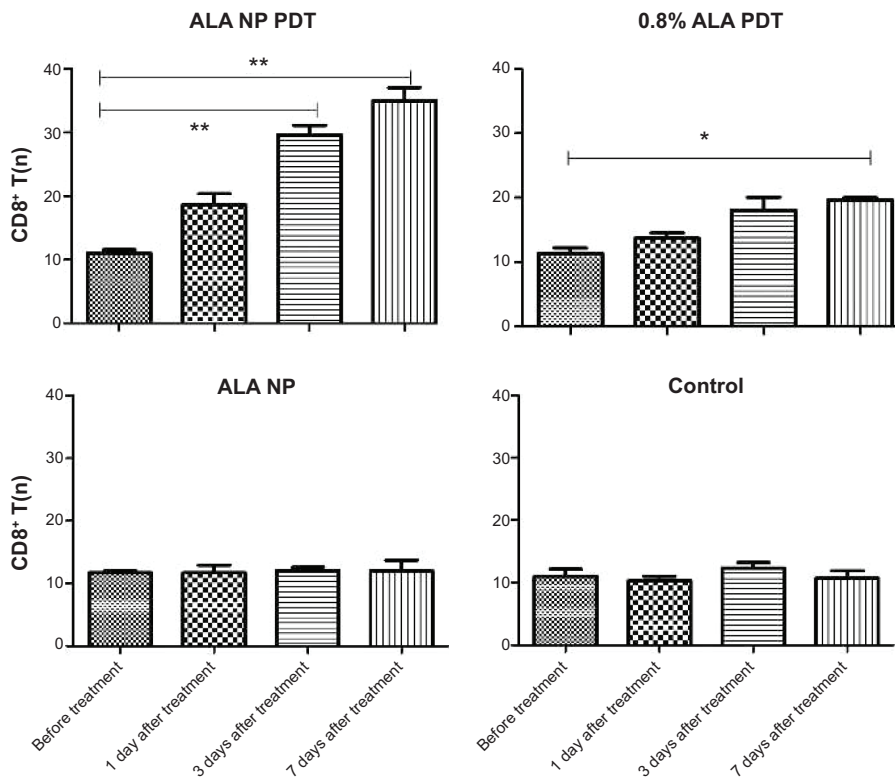 ALA NP PDT
0.8% ALA PDT
CD8⁺ T(n)
40
30
20
10
0
**
**
40
30
20
10
0
*
ALA NP
Control
CD8⁺ T(n)
40
30
20
10
0
40
30
20
10
0
Before treatment
1 day after treatment
3 days after treatment
7 days after treatment
Before treatment
1 day after treatment
3 days after treatment
7 days after treatment